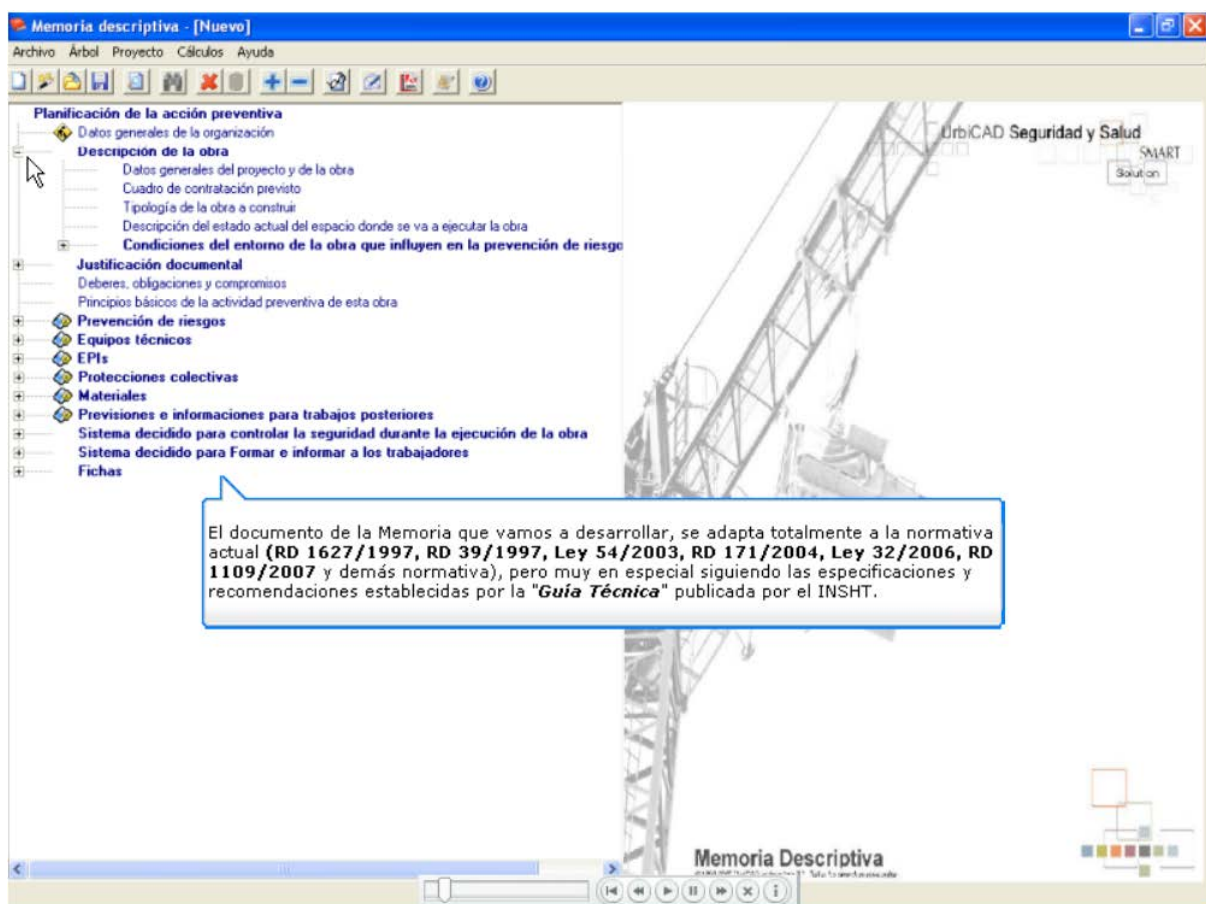 Memoria descriptiva - [Nuevo]
Archivo Árbol Proyecto Cálculos Ayuda
Planificación de la acción preventiva
Datos generales de la organización
Descripción de la obra
Datos generales del proyecto y de la obra
Cuadro de contratación previsto
Tipología de la obra a construir
Descripción del estado actual del espacio donde se va a ejecutar la obra
Condiciones del entorno de la obra que influyen en la prevención de riesgo
Justificación documental
Deberes, obligaciones y compromisos
Principios básicos de la actividad preventiva de esta obra
Prevención de riesgos
Equipos técnicos
EPIs
Protecciones colectivas
Materiales
Previsiones e informaciones para trabajos posteriores
Sistema decidido para controlar la seguridad durante la ejecución de la obra
Sistema decidido para Formar e informar a los trabajadores
Fichas
UrbiCAD Seguridad y Salud
SMART
Solution
El documento de la Memoria que vamos a desarrollar, se adapta totalmente a la normativa
actual (RD 1627/1997, RD 39/1997, Ley 54/2003, RD 171/2004, Ley 32/2006, RD
1109/2007 y demás normativa), pero muy en especial siguiendo las especificaciones y
recomendaciones establecidas por la "Guía Técnica" publicada por el INSHT.
Memoria Descriptiva